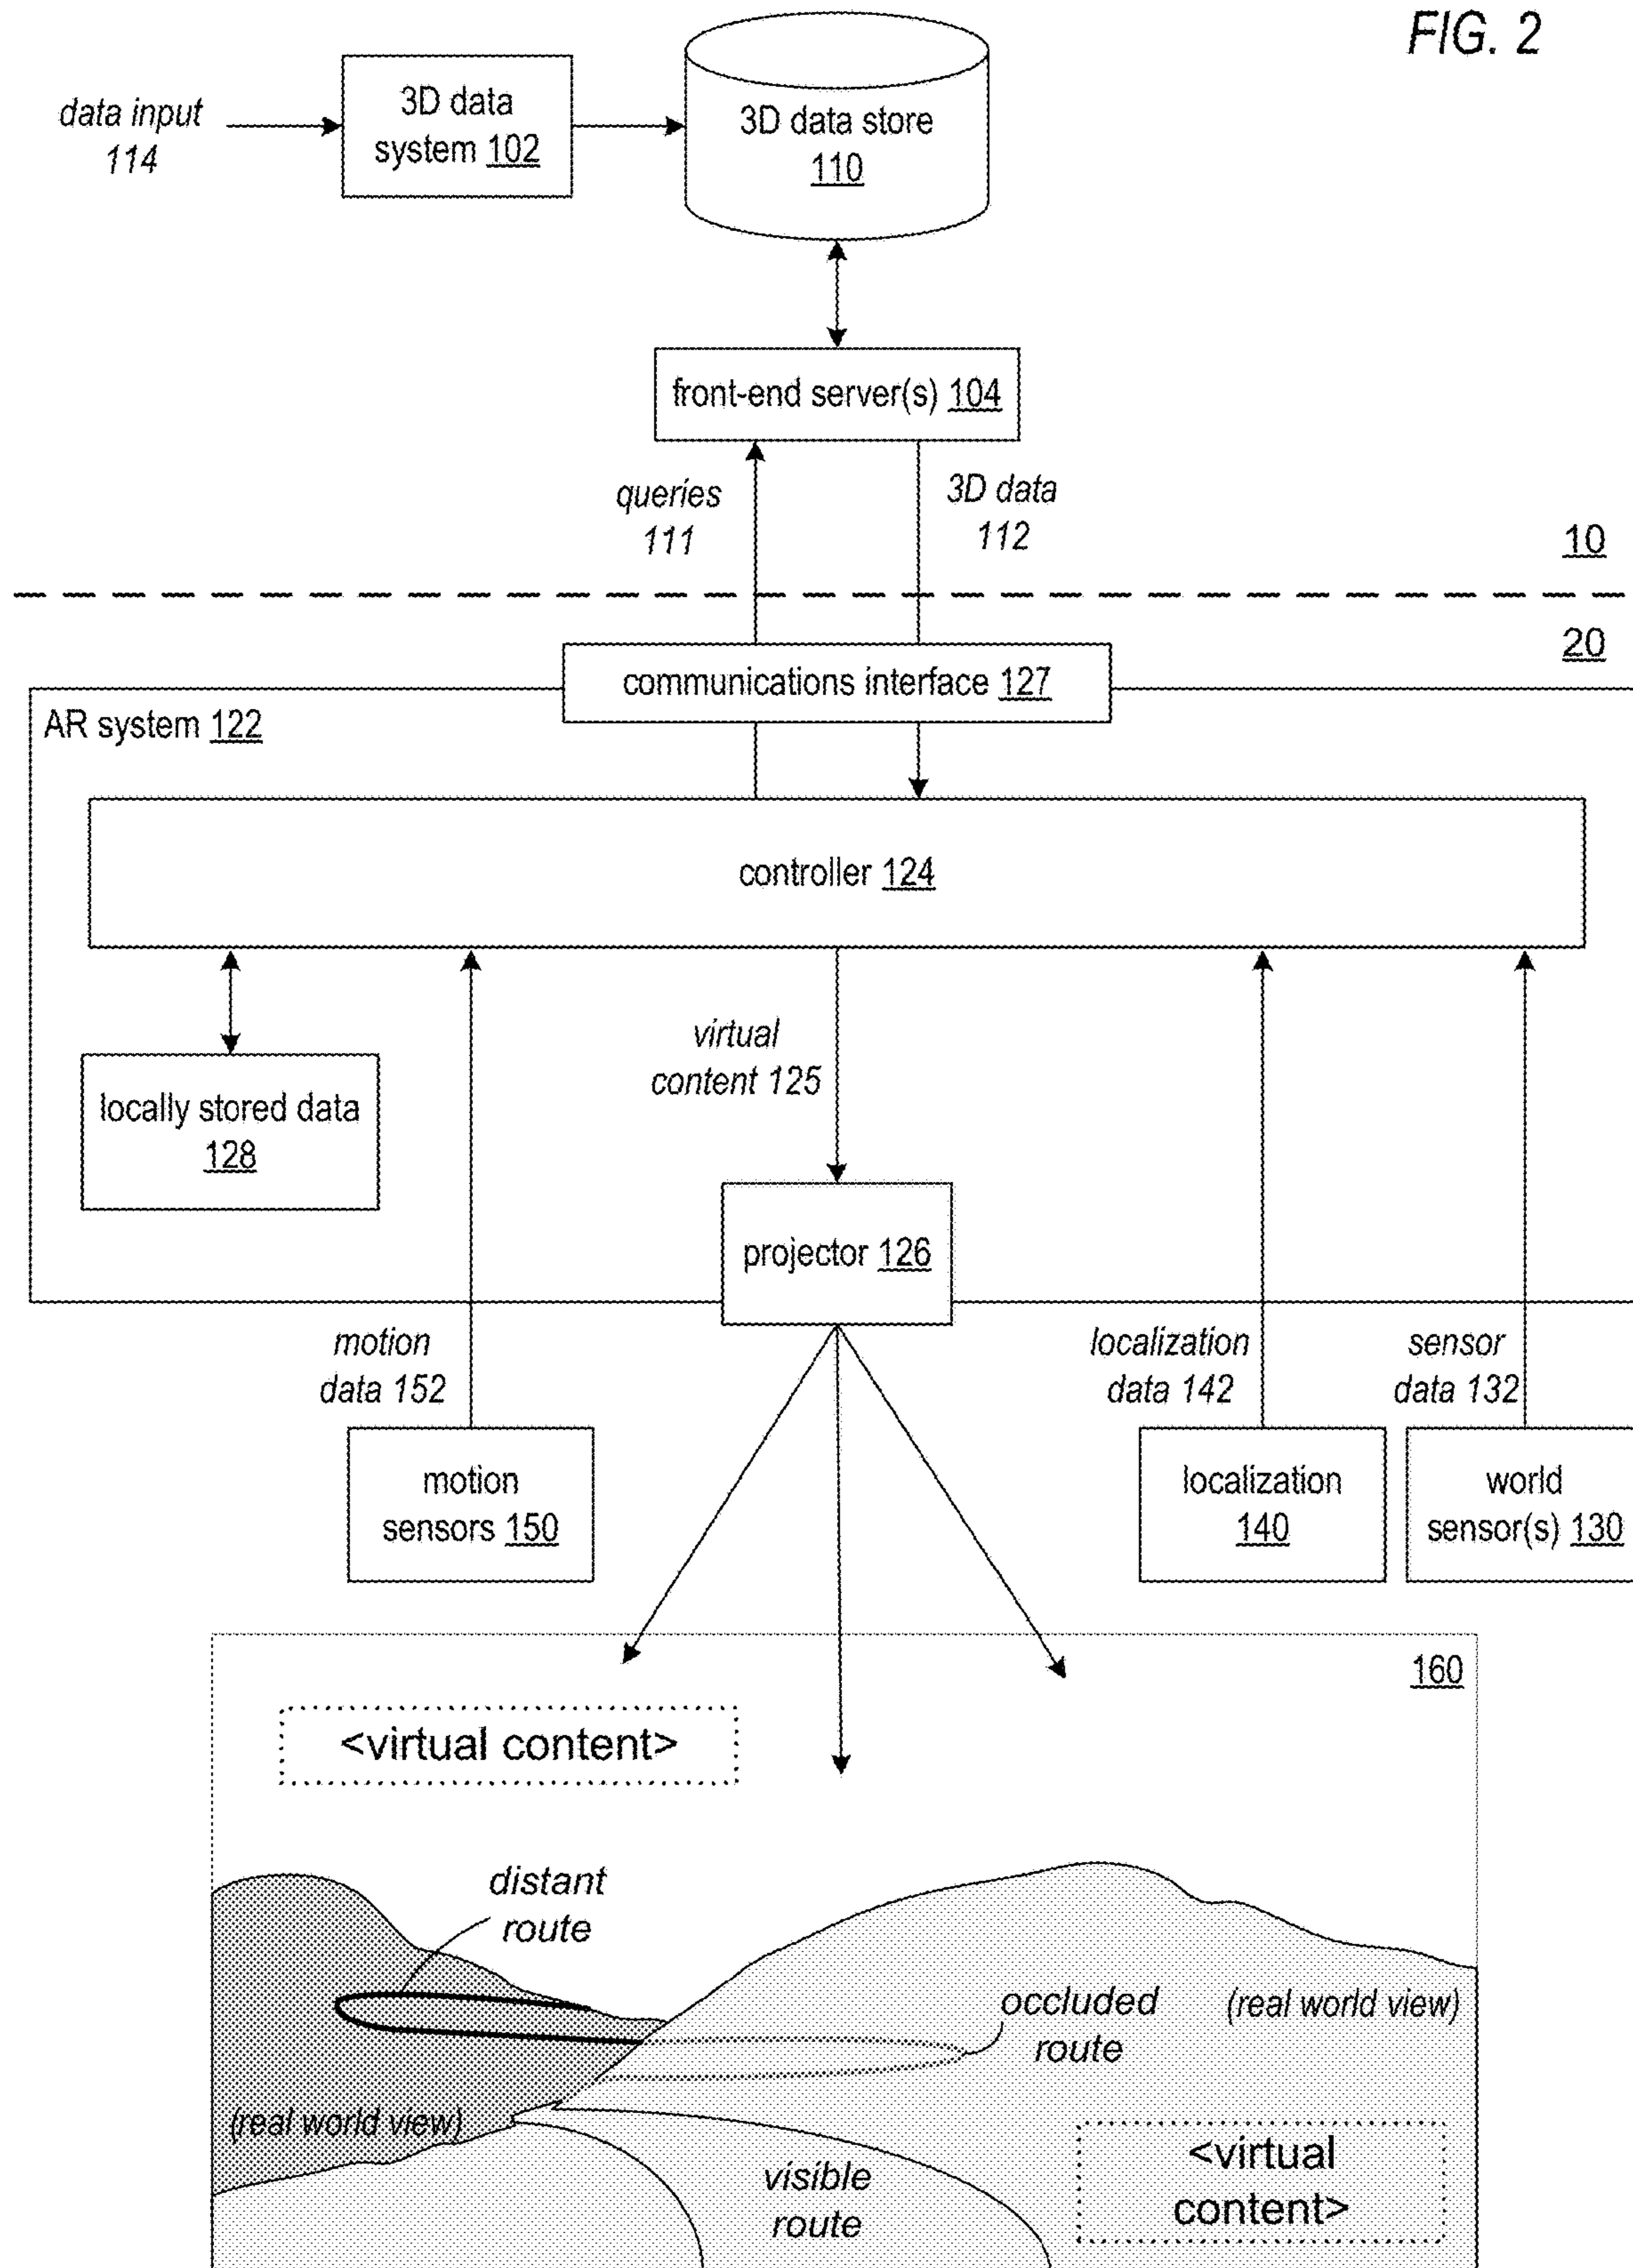 FIG. 2
data input
114
3D data
system 102
3D data store
110
front-end server(s) 104
queries
111
3D data
112
10
20
communications interface 127
AR system 122
controller 124
virtual
content 125
locally stored data
128
projector 126
motion
data 152
localization
data 142
sensor
data 132
motion
sensors 150
localization
140
world
sensor(s) 130
160
<virtual content>
distant
route
occluded
route
(real world view)
(real world view)
visible
route
<virtual
content>